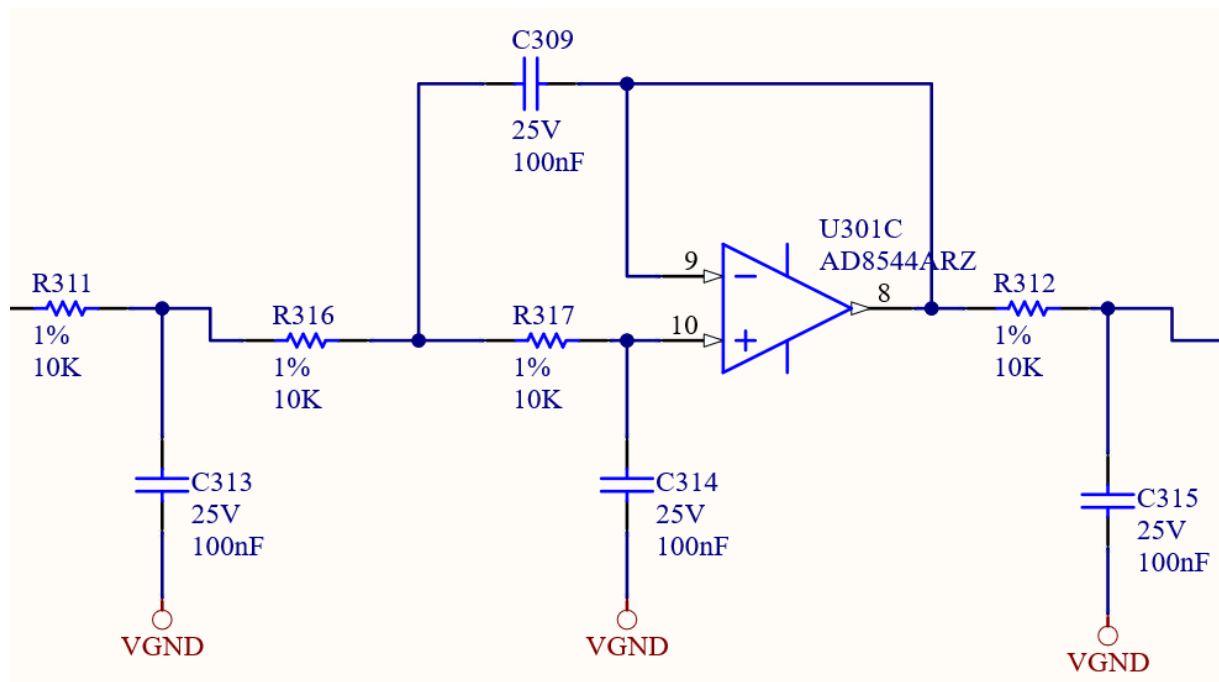 C309
25V
100nF
U301C
AD8544ARZ
9
8
10
R311
1%
10K
R316
1%
10K
R317
1%
10K
R312
1%
10K
C313
25V
100nF
C314
25V
100nF
C315
25V
100nF
VGND
VGND
VGND